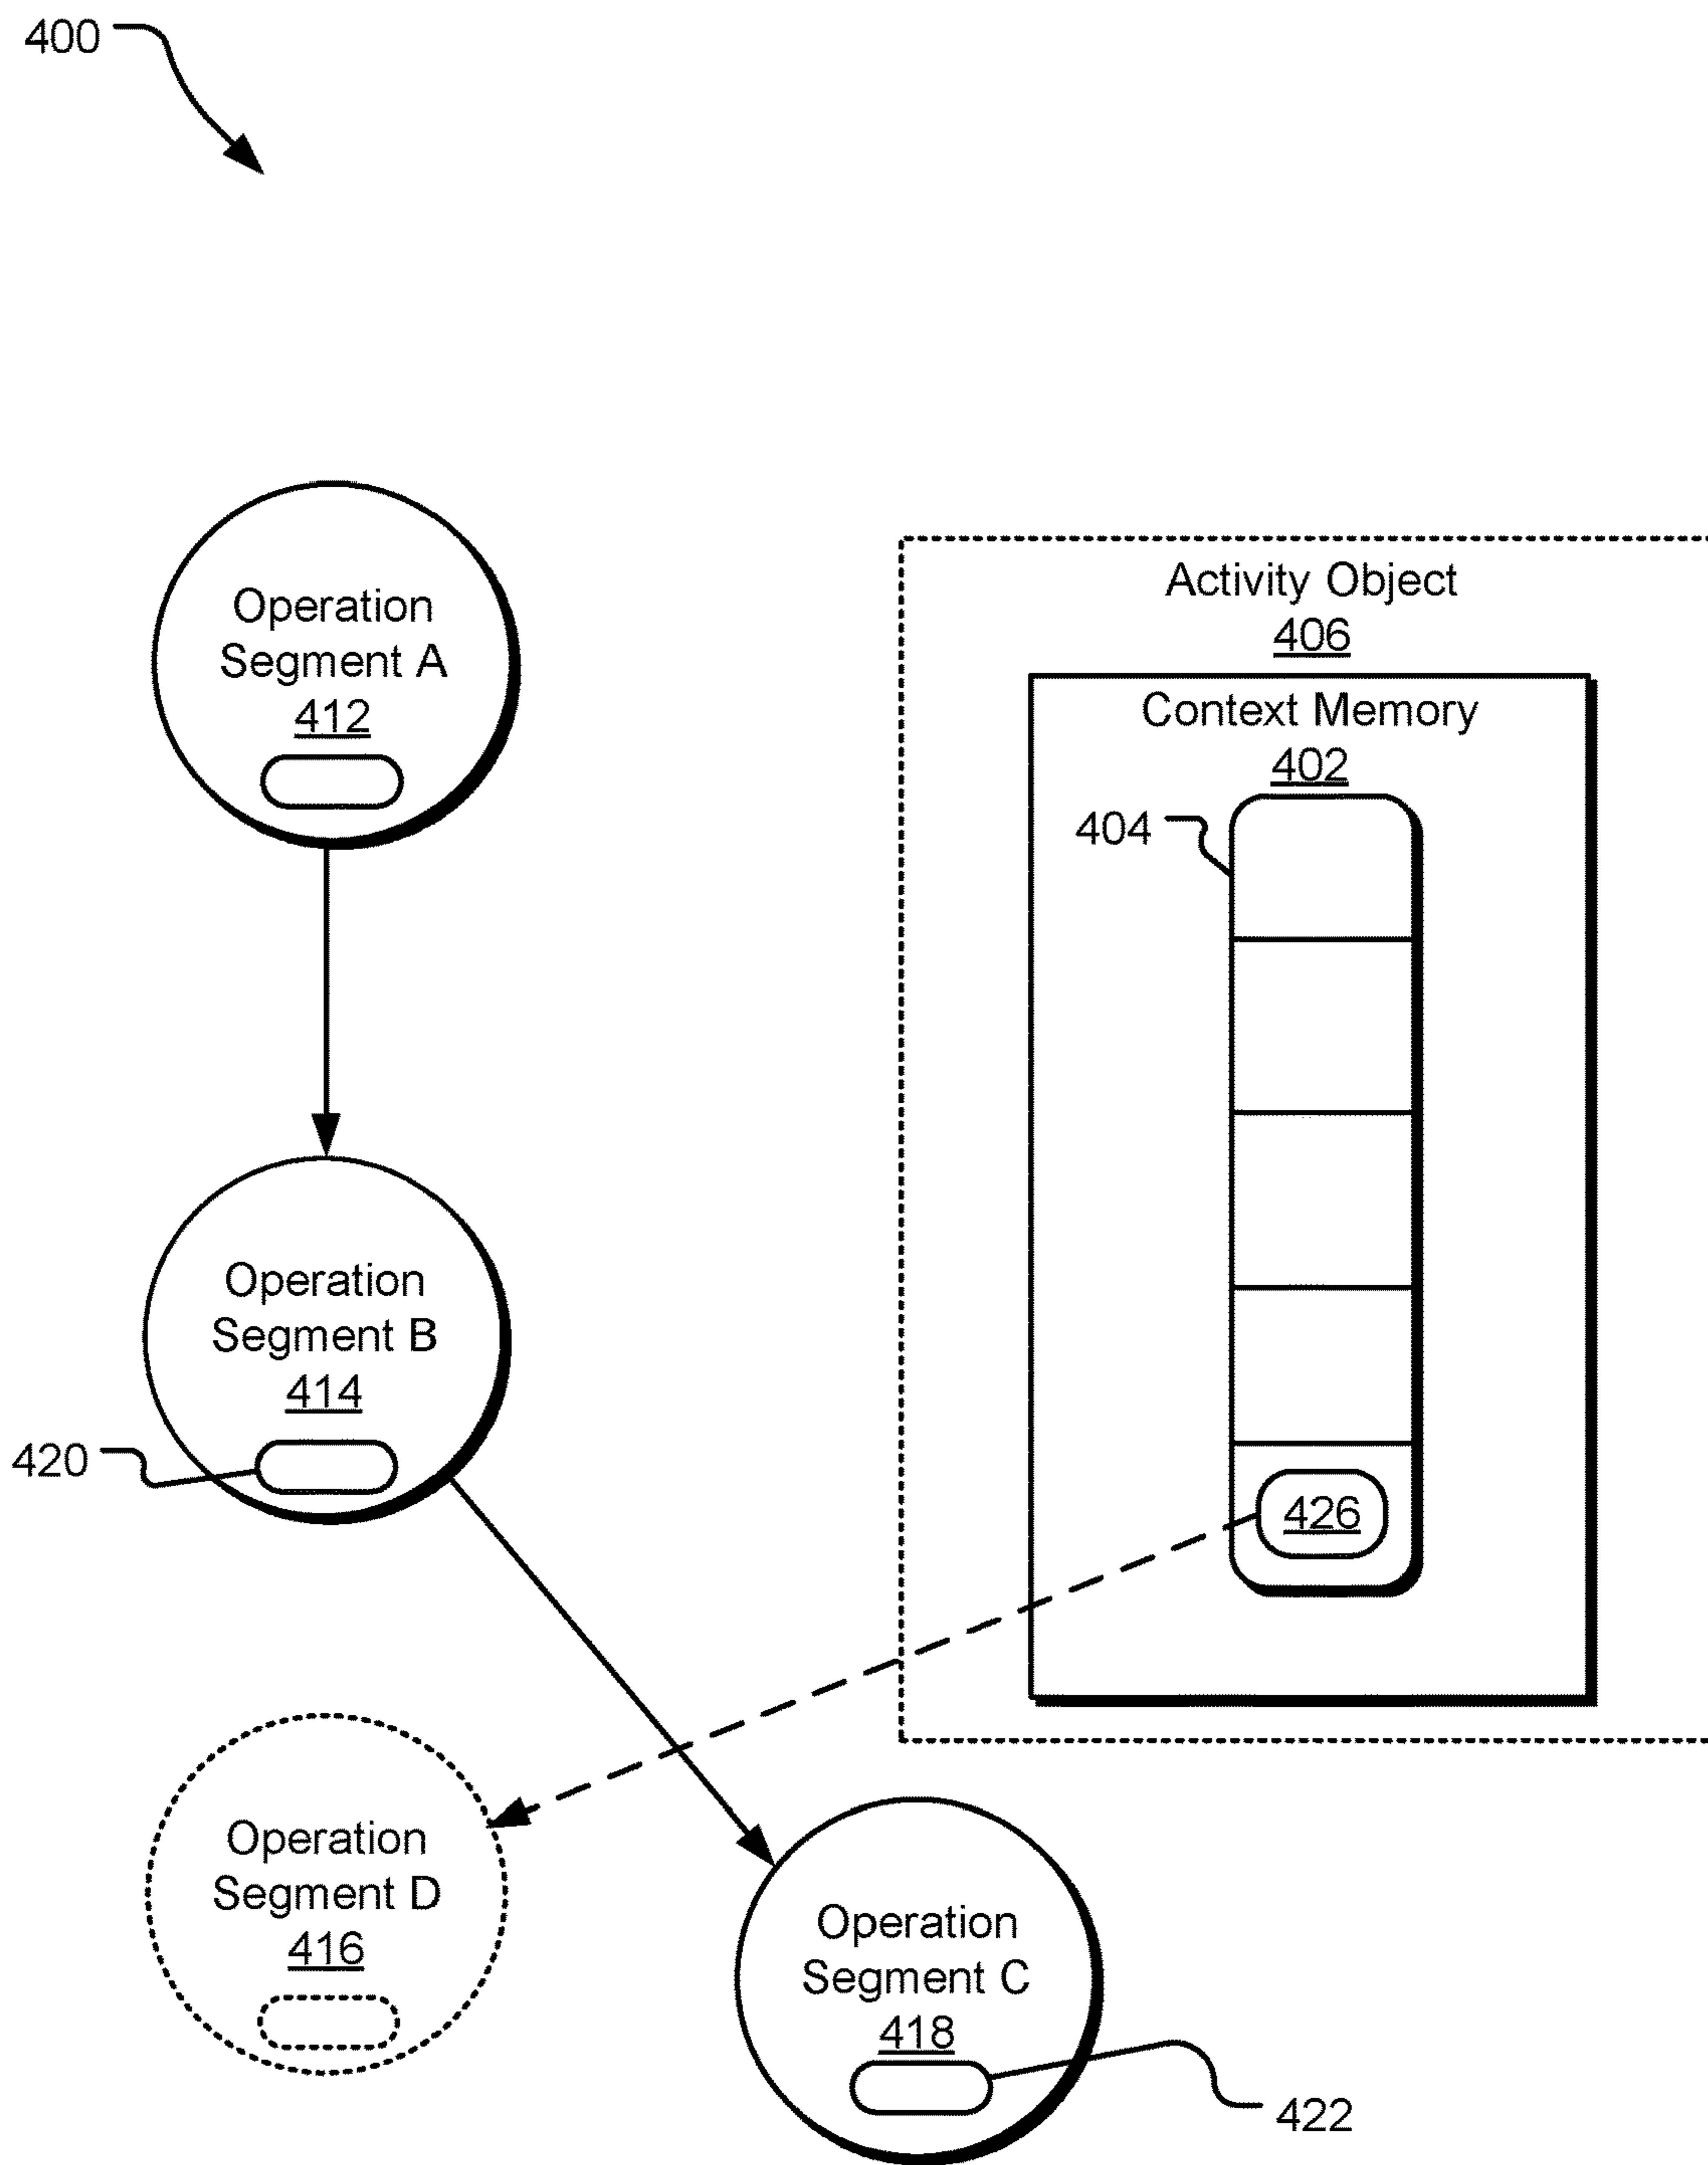 400
Operation
Segment A
412
Activity Object
406
Context Memory
402
404
Operation
Segment B
414
420
426
Operation
Segment D
416
Operation
Segment C
418
422